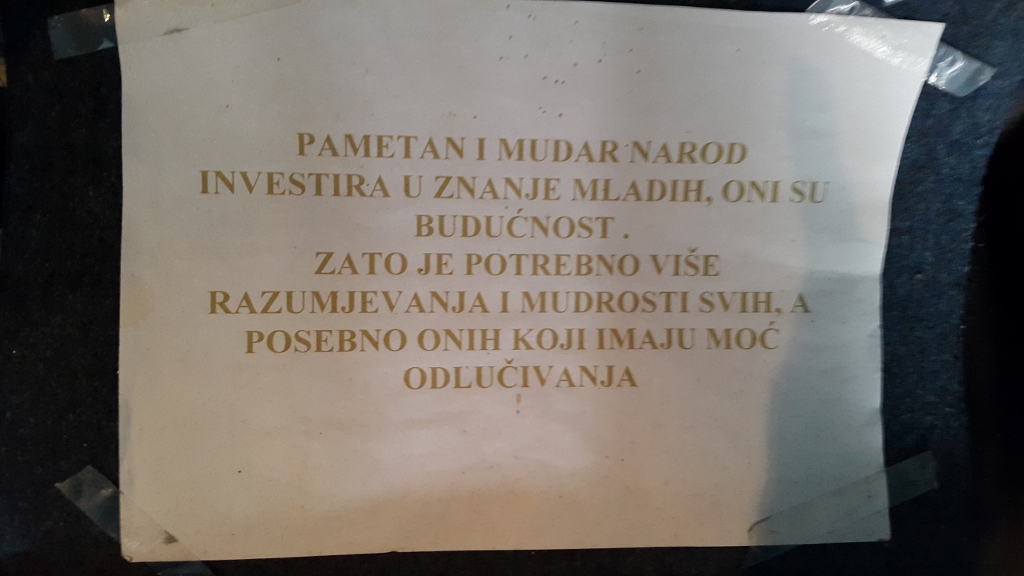 PAMETAN I MUDAR NAROD
INVESTIRA U ZNANJE MLADIH, ONI SU
BUDUĆNOST .
ZATO JE POTREBNO VIŠE
RAZUMJEVANJA I MUDROSTI SVIH, A
POSEBNO ONIH KOJI IMAJU MOĆ
ODLUČIVANJA
!